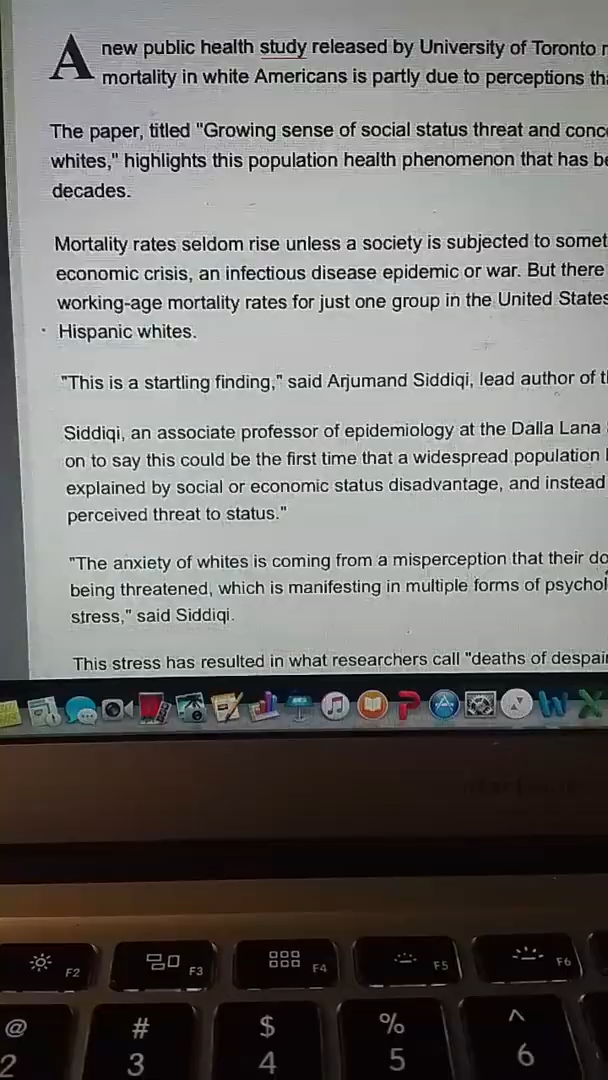 A new public health study released by University of Toronto
mortality in white Americans is partly due to perceptions
The paper, titled "Growing sense of social status threat and
whites," highlights this population health phenomenon that has
decades.
Mortality rates seldom rise unless a society is subjected to
economic crisis, an infectious disease epidemic or war. But there
working-age mortality rates for just one group in the United States
Hispanic whites.
"This is a startling finding," said Arjumand Siddiqi, lead author of
Siddiqi, an associate professor of epidemiology at the Dalla Lana
on to say this could be the first time that a widespread population
explained by social or economic status disadvantage, and instead
perceived threat to status."
"The anxiety of whites is coming from a misperception that their
being threatened, which is manifesting in multiple forms of
stress," said Siddiqi.
This stress has resulted in what researchers call "deaths of
F2 F3 F4 F5 F6
@ # $ % ^
2 3 4 5 6